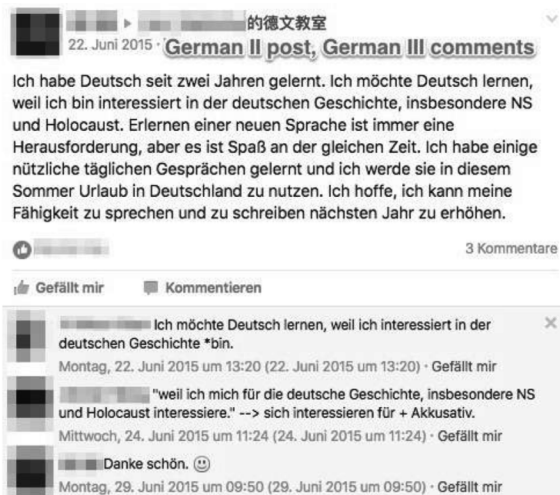 的德文教室
22. Juni 2015 · German II post, German III comments
Ich habe Deutsch seit zwei Jahren gelernt. Ich möchte Deutsch lernen,
weil ich bin interessiert in der deutschen Geschichte, insbesondere NS
und Holocaust. Erlernen einer neuen Sprache ist immer eine
Herausforderung, aber es ist Spaß an der gleichen Zeit. Ich habe einige
nützliche täglichen Gesprächen gelernt und ich werde sie in diesem
Sommer Urlaub in Deutschland zu nutzen. Ich hoffe, ich kann meine
Fähigkeit zu sprechen und zu schreiben nächsten Jahr zu erhöhen.
3 Kommentare
Gefällt mir Kommentieren
Ich möchte Deutsch lernen, weil ich interessiert in der
deutschen Geschichte *bin.
Montag, 22. Juni 2015 um 13:20 (22. Juni 2015 um 13:20) · Gefällt mir
"weil ich mich für die deutsche Geschichte, insbesondere NS
und Holocaust interessiere." --> sich interessieren für + Akkusativ.
Mittwoch, 24. Juni 2015 um 11:24 (24. Juni 2015 um 11:24) · Gefällt mir
Danke schön. 🙂
Montag, 29. Juni 2015 um 09:50 (29. Juni 2015 um 09:50) · Gefällt mir